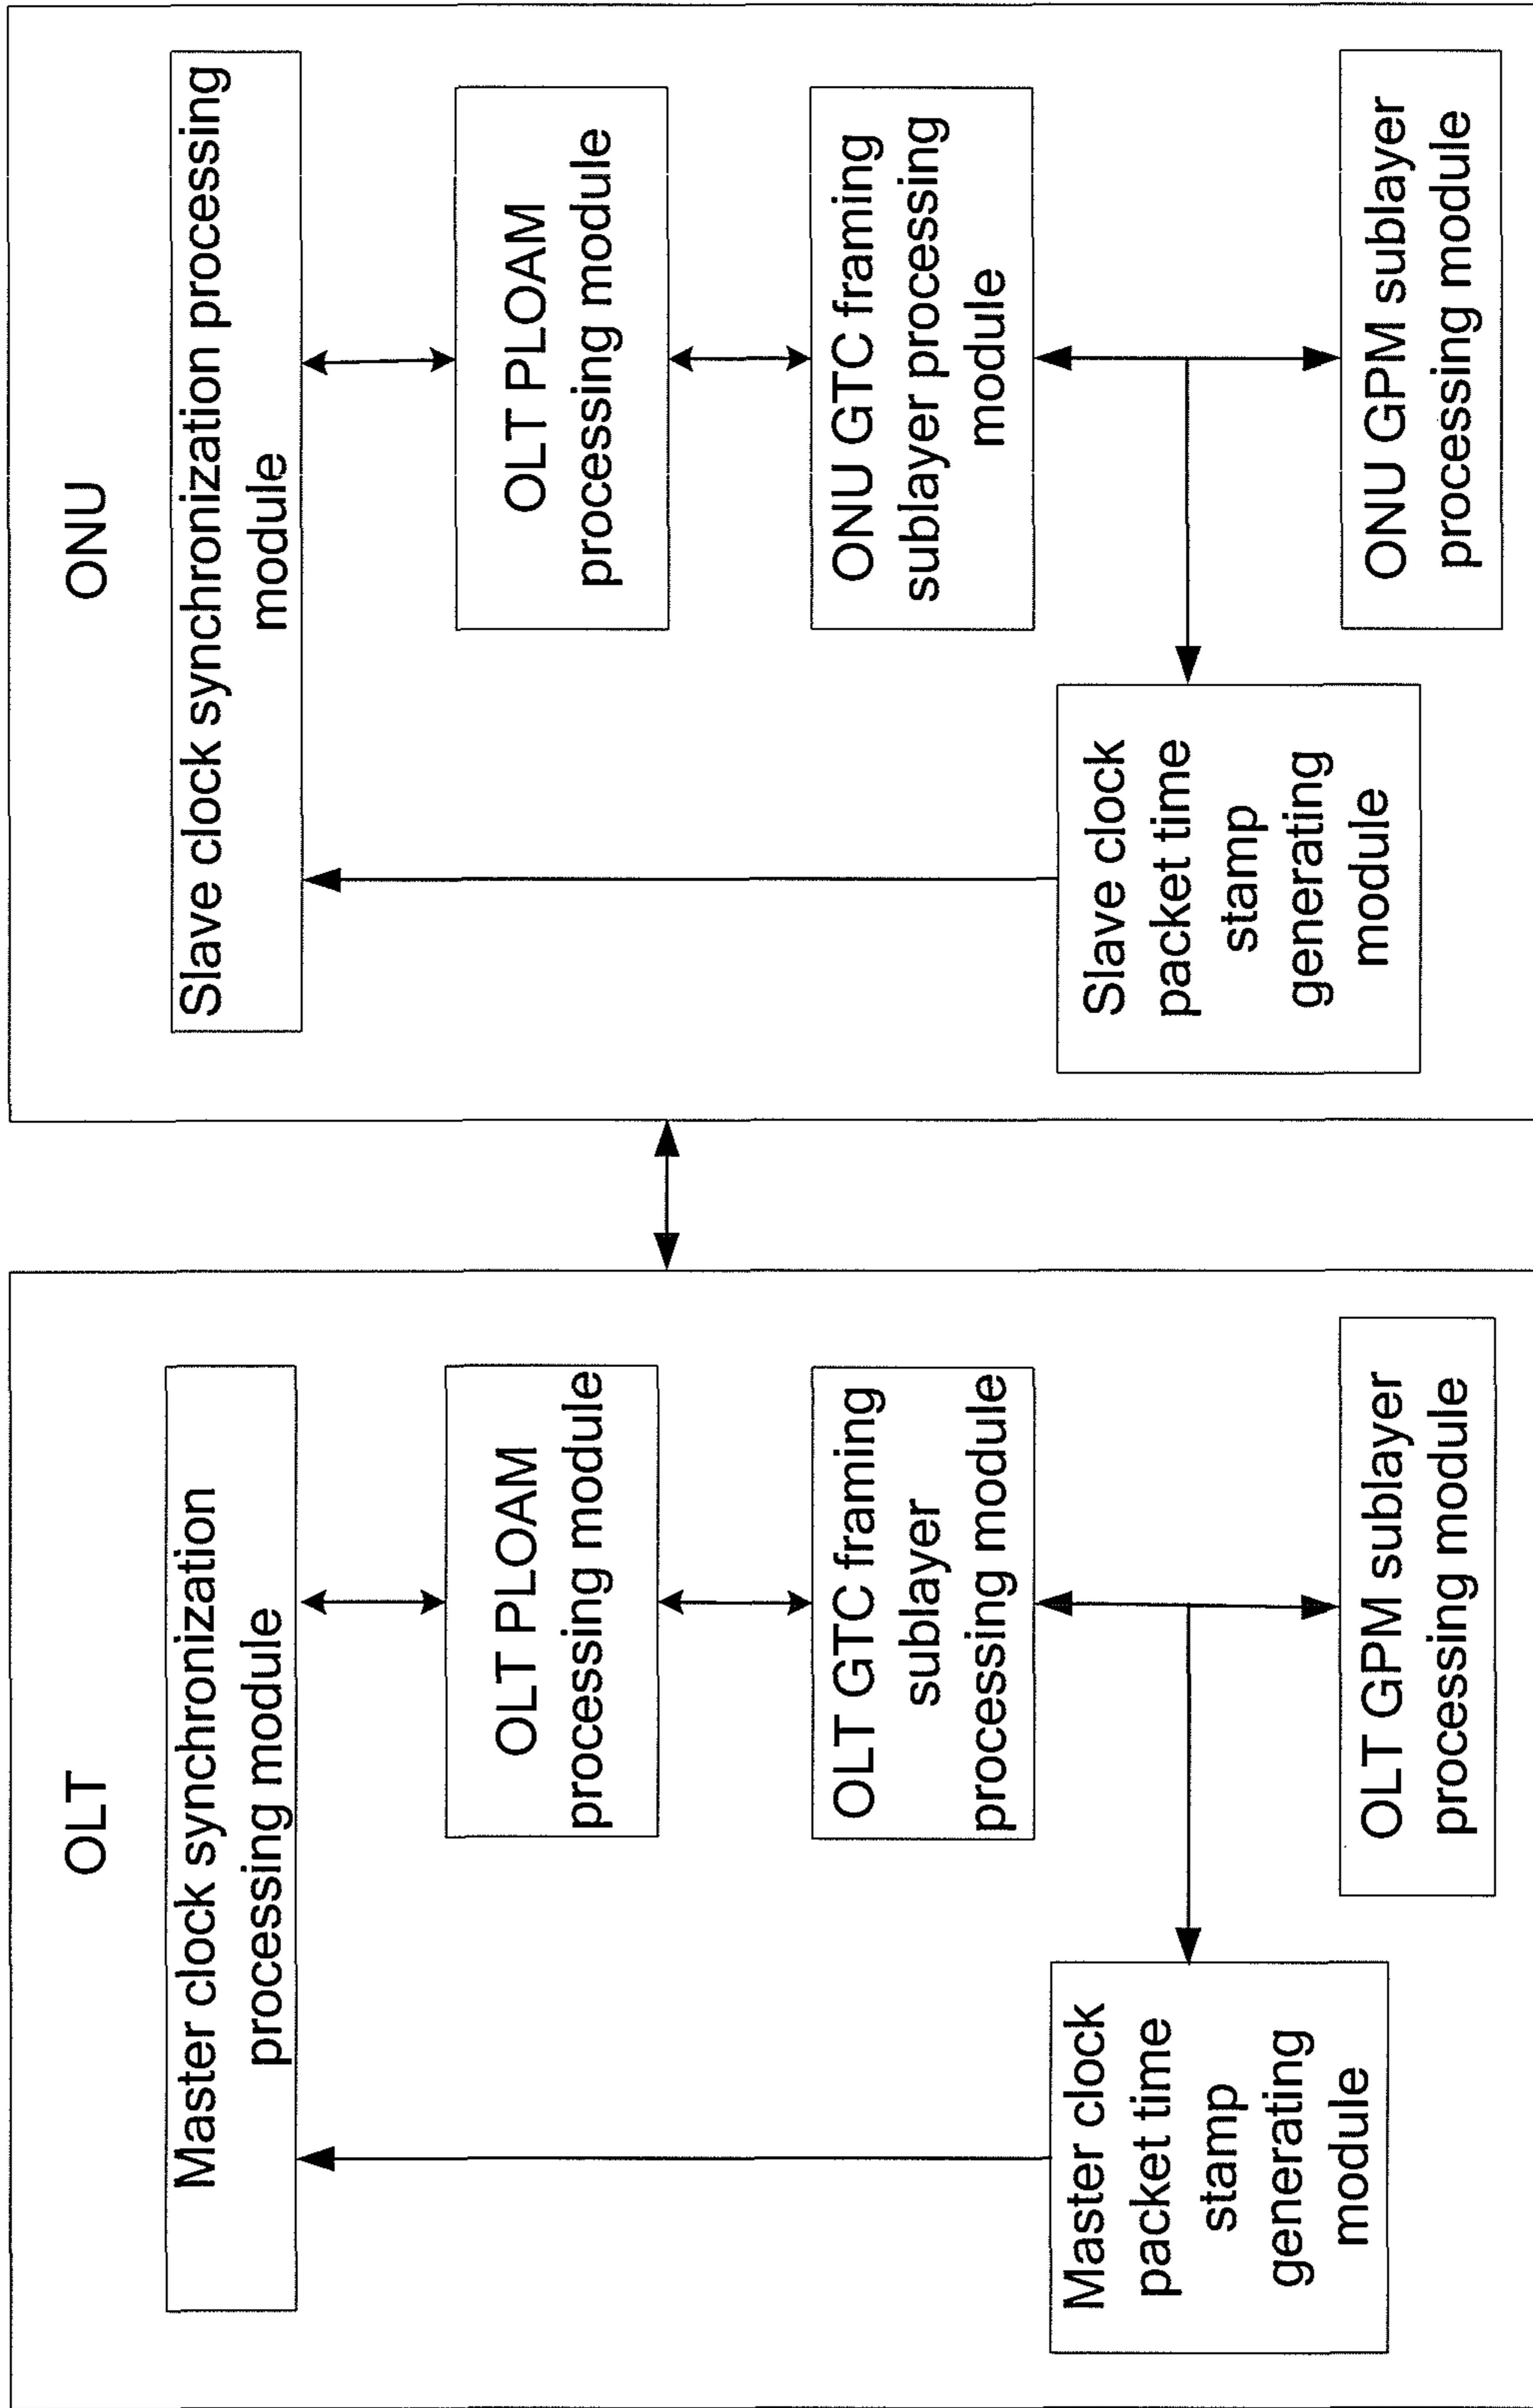 OLT
Master clock synchronization
processing module
OLT PLOAM
processing module
OLT GTC framing
sublayer
processing module
Master clock
packet time
stamp
generating
module
OLT GPM sublayer
processing module
ONU
Slave clock synchronization processing
module
OLT PLOAM
processing module
ONU GTC framing
sublayer processing
module
Slave clock
packet time
stamp
generating
module
ONU GPM sublayer
processing module